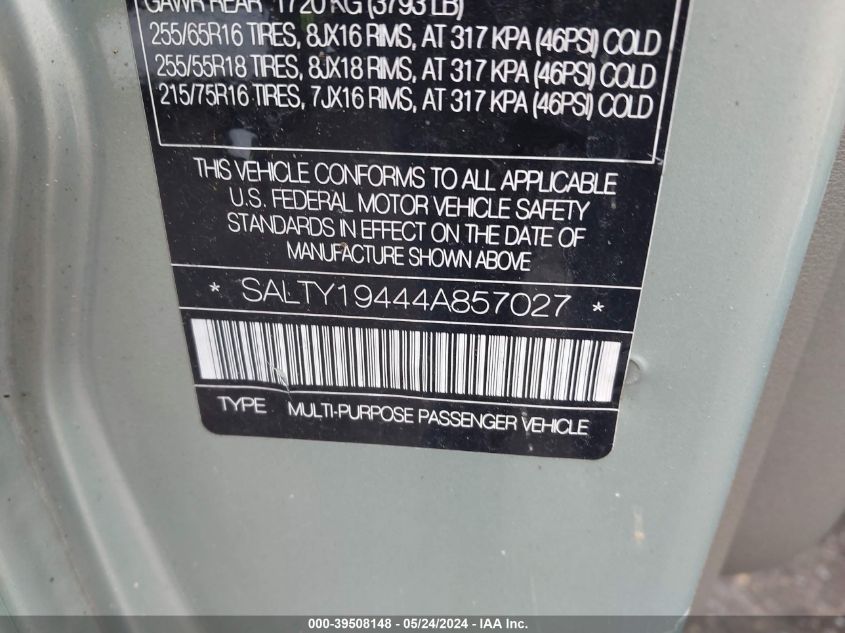 GAWR REAR 1720 KG (3793 LB)
255/65R16 TIRES, 8JX16 RIMS, AT 317 KPA (46PSI) COLD
255/55R18 TIRES, 8JX18 RIMS, AT 317 KPA (46PSI) COLD
215/75R16 TIRES, 7JX16 RIMS, AT 317 KPA (46PSI) COLD
THIS VEHICLE CONFORMS TO ALL APPLICABLE
U.S. FEDERAL MOTOR VEHICLE SAFETY
STANDARDS IN EFFECT ON THE DATE OF
MANUFACTURE SHOWN ABOVE
* SALTY19444A857027 *
TYPE MULTI-PURPOSE PASSENGER VEHICLE
000-39508148 - 05/24/2024 - IAA Inc.